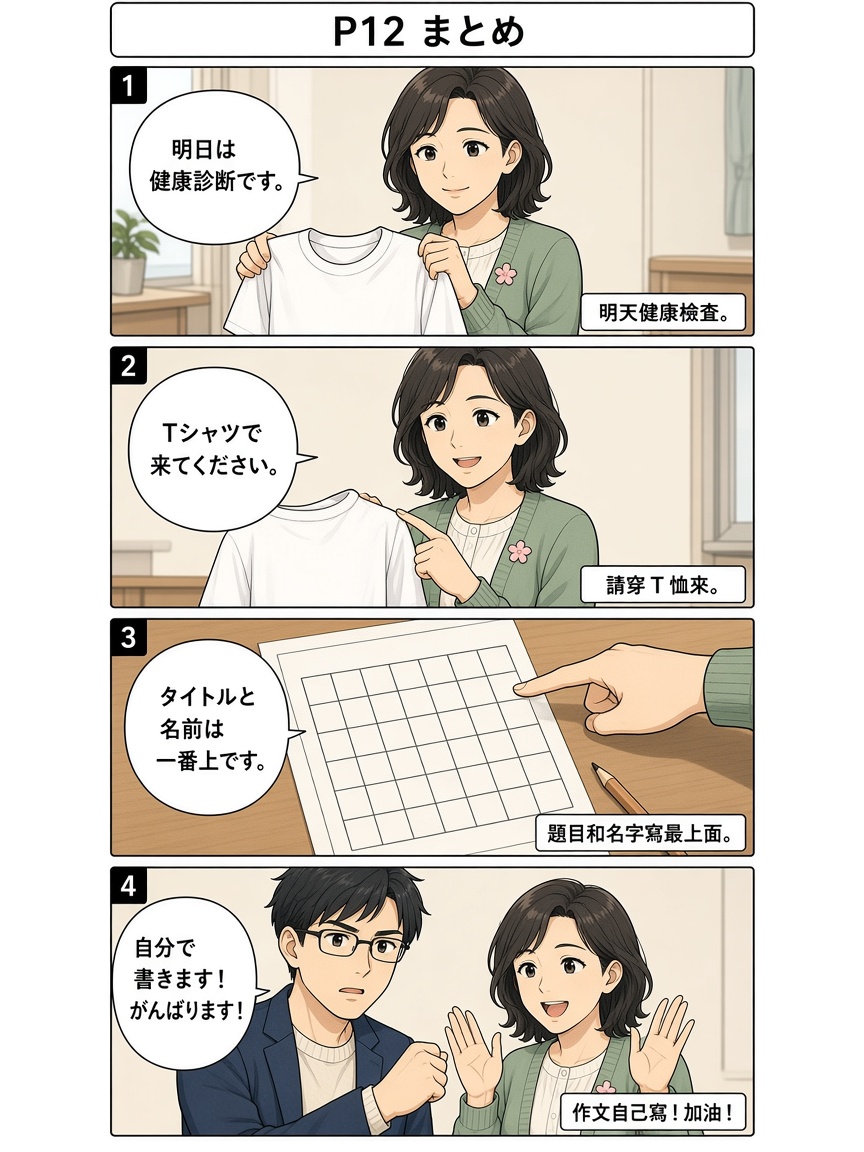 P12 まとめ
1
明日は
健康診断です。
明天健康檢查。
2
Tシャツで
来てください。
請穿 T 恤來。
3
タイトルと
名前は
一番上です。
題目和名字寫最上面。
4
自分で
書きます！
がんばります！
作文自己寫！加油！